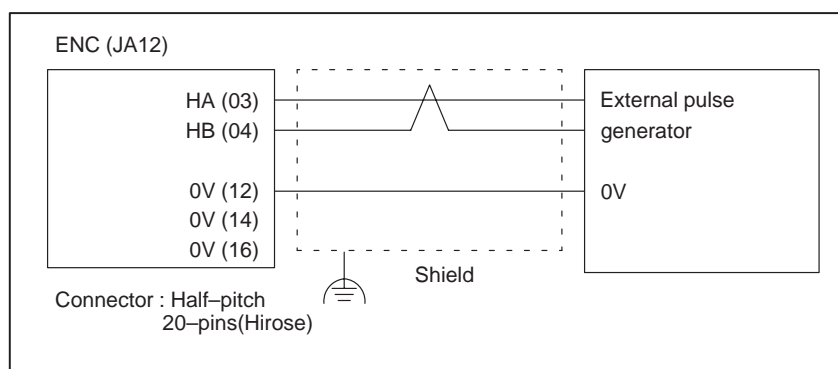 ENC (JA12)
HA (03)
External pulse
HB (04)
generator
0V (12)
0V
0V (14)
0V (16)
Shield
Connector : Half–pitch
20–pins(Hirose)